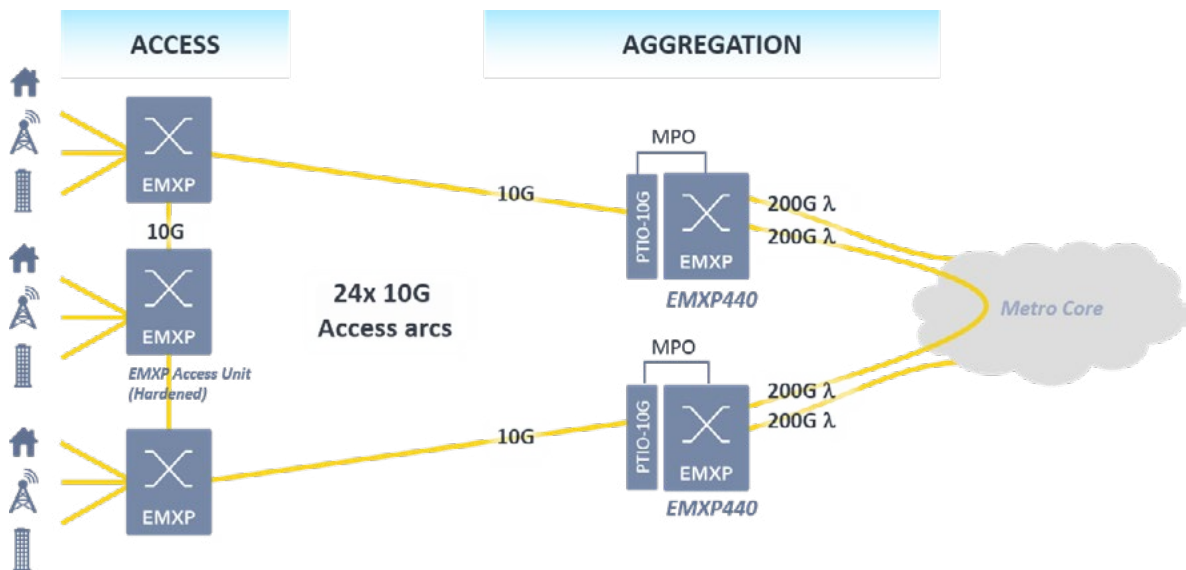 ACCESS
AGGREGATION
EMXP
10G
EMXP
EMXP Access Unit
(Hardened)
EMXP
24x 10G
Access arcs
10G
10G
MPO
PTIO-10G
EMXP
EMXP440
200G λ
200G λ
MPO
PTIO-10G
EMXP
EMXP440
200G λ
200G λ
Metro Core